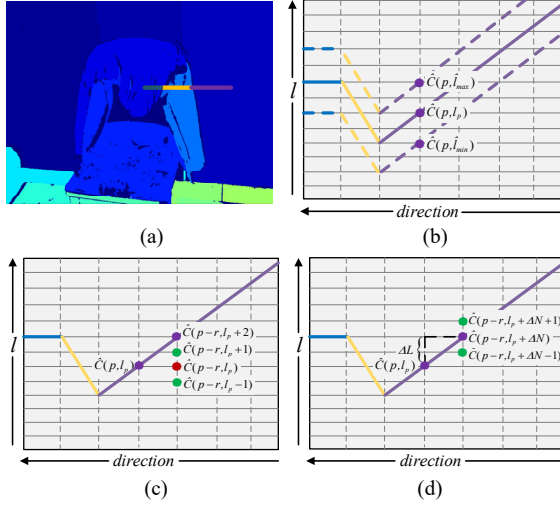 l
Ĉ(p,l̂max)
Ĉ(p,lp)
Ĉ(p,l̂min)
direction
(a)
(b)
l
Ĉ(p,lp)
Ĉ(p−r,lp+2)
Ĉ(p−r,lp+1)
Ĉ(p−r,lp)
Ĉ(p−r,lp−1)
direction
(c)
l
ΔL
Ĉ(p,lp)
Ĉ(p−r,lp+ΔN+1)
Ĉ(p−r,lp+ΔN)
Ĉ(p−r,lp+ΔN−1)
direction
(d)